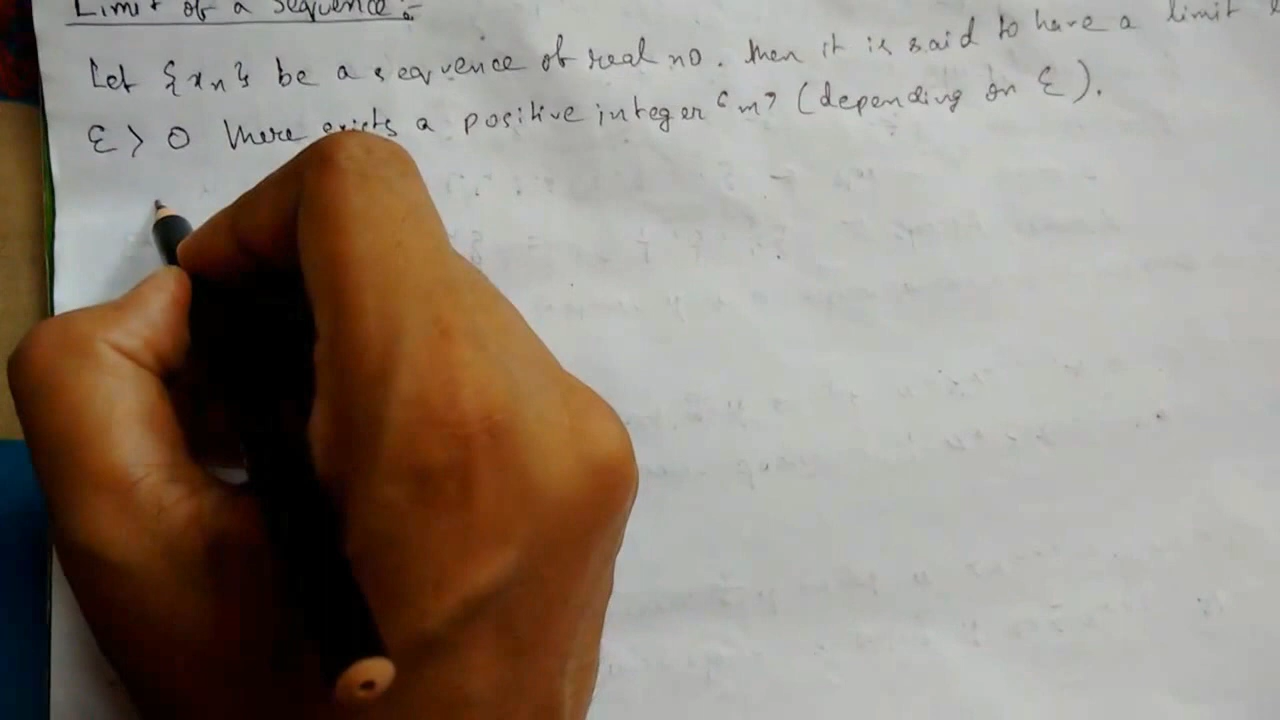 Limit of a sequence:-
Let {xn} be a sequence of real no. then it is said to have a limit
ε > 0 there exists a positive integer 'm' (depending on ε).